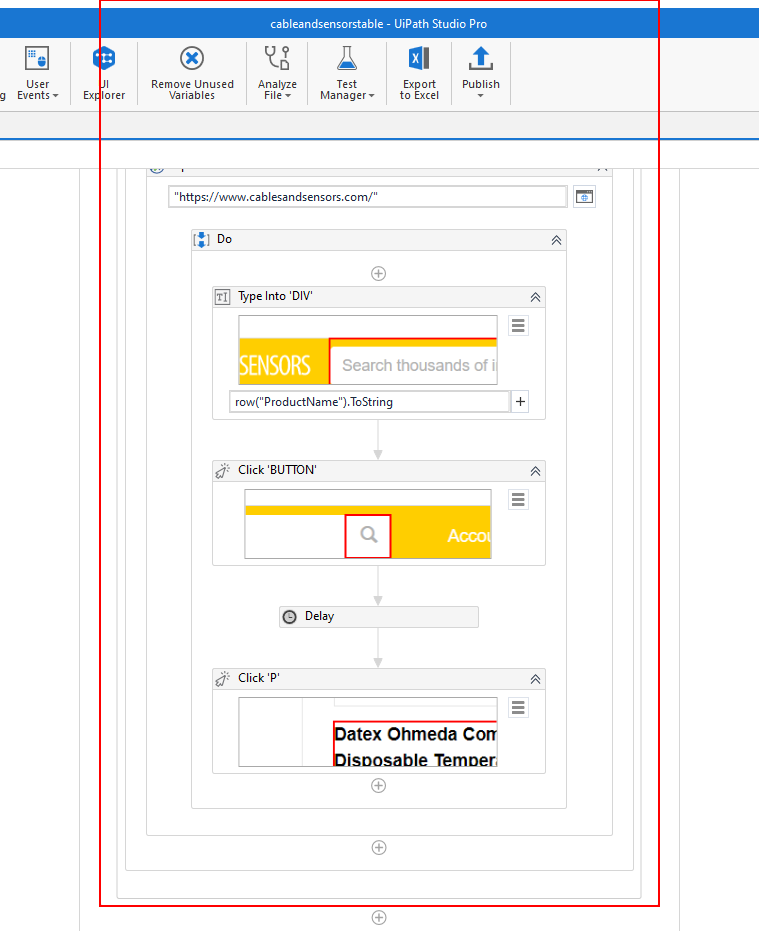 cableandsensorstable - UiPath Studio Pro
g
User
Events
UI
Explorer
Remove Unused
Variables
Analyze
File
Test
Manager
Export
to Excel
Publish
"https://www.cablesandsensors.com/"
Do
Type Into 'DIV'
SENSORS
Search thousands of i
row("ProductName").ToString
Click 'BUTTON'
Accou
Delay
Click 'P'
Datex Ohmeda Com
Disposable Tempera